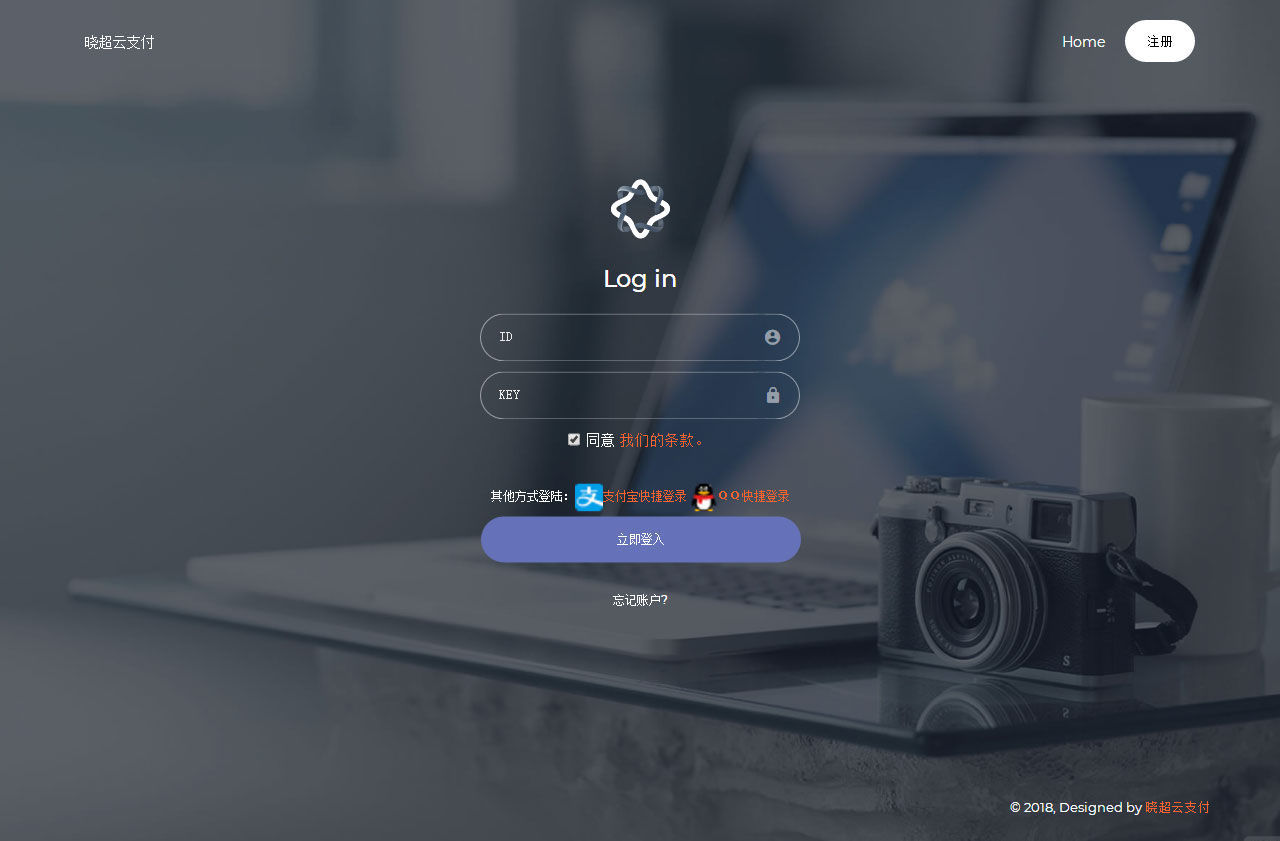 晓超云支付
Home
注册
Log in
ID
KEY
同意 我们的条款。
其他方式登陆: 支付宝快捷登录 QQ快捷登录
立即登入
忘记账户?
© 2018, Designed by 晓超云支付